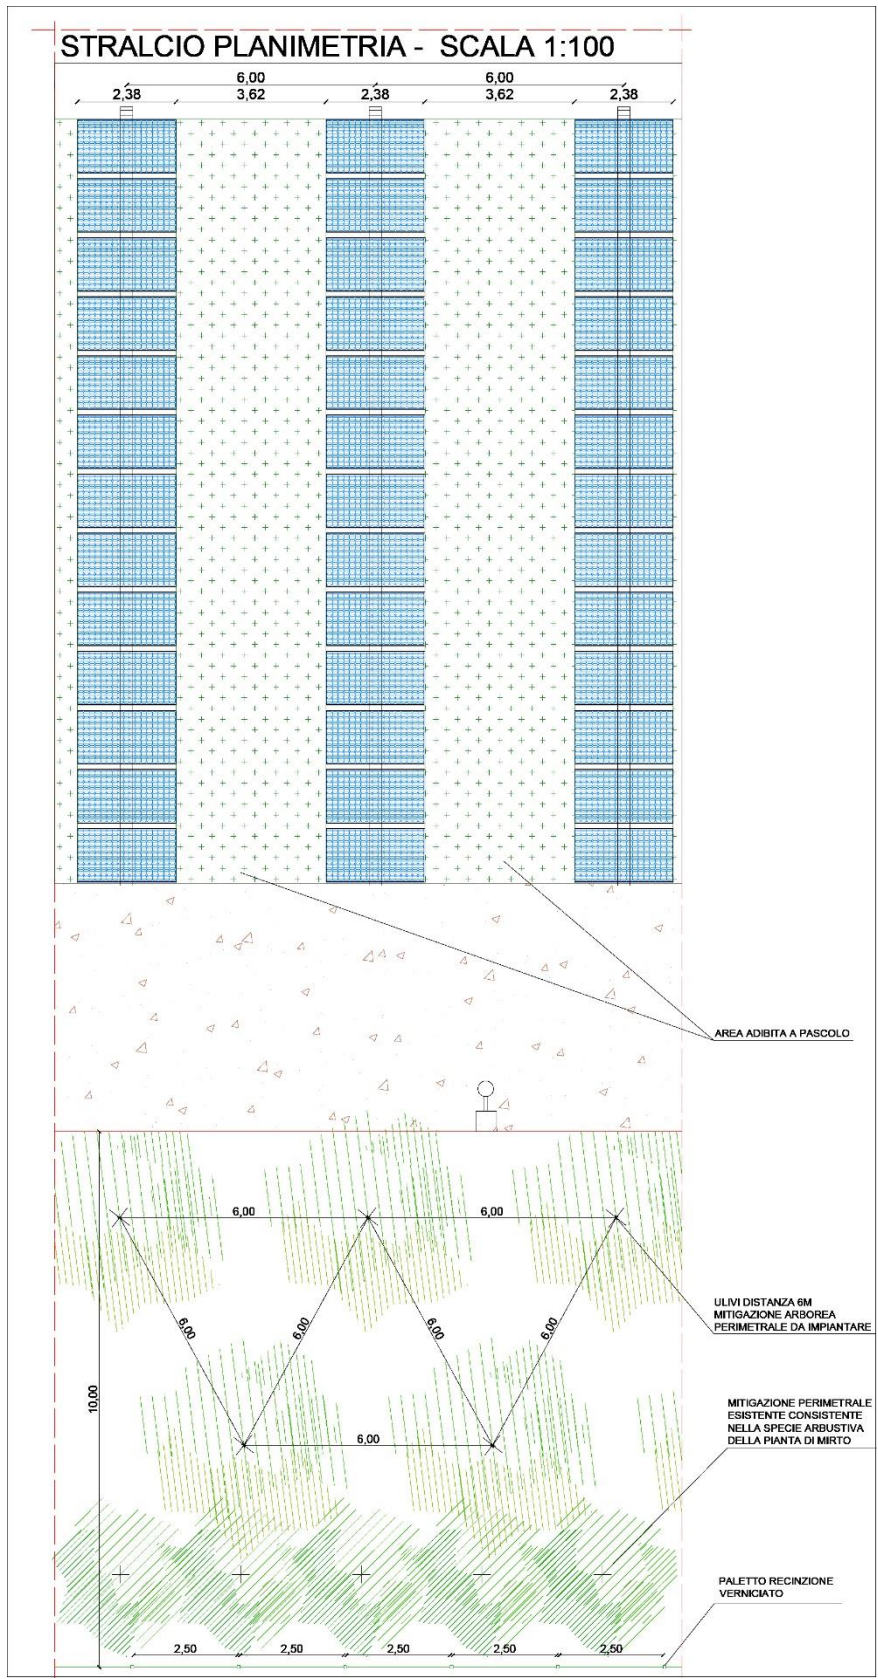 STRALCIO PLANIMETRIA - SCALA 1:100
6,00 6,00
2,38 3,62 2,38 3,62 2,38
AREA ADIBITA A PASCOLO
6,00 6,00
6,00 6,00 6,00 6,00
ULIVI DISTANZA 6M
MITIGAZIONE ARBOREA
PERIMETRALE DA IMPIANTARE
10,00
6,00
MITIGAZIONE PERIMETRALE
ESISTENTE CONSISTENTE
NELLA SPECIE ARBUSTIVA
DELLA PIANTA DI MIRTO
PALETTO RECINZIONE
VERNICIATO
2,50 2,50 2,50 2,50 2,50